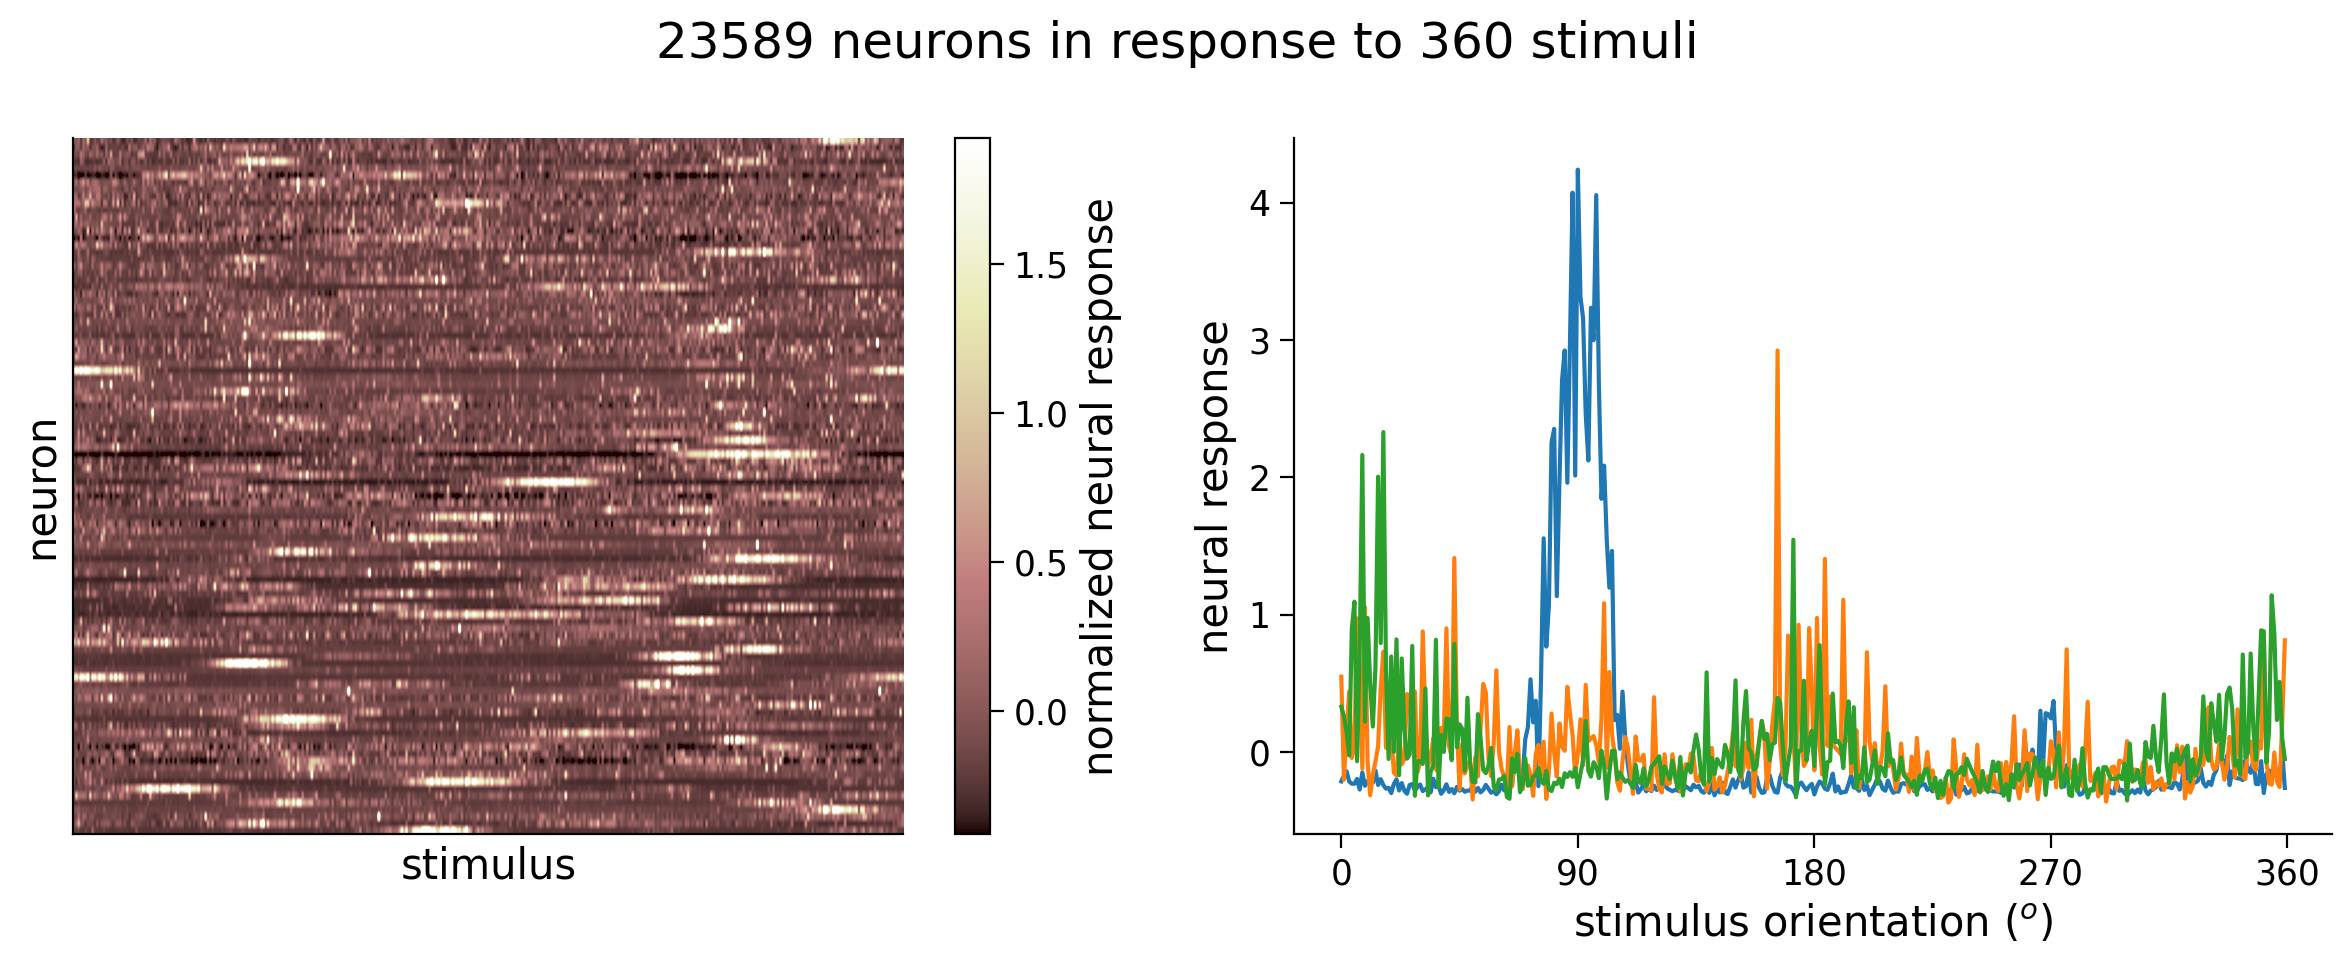 23589 neurons in response to 360 stimuli
neuron
stimulus
1.5
1.0
0.5
0.0
normalized neural response
neural response
4
3
2
1
0
0 90 180 270 360
stimulus orientation (°)